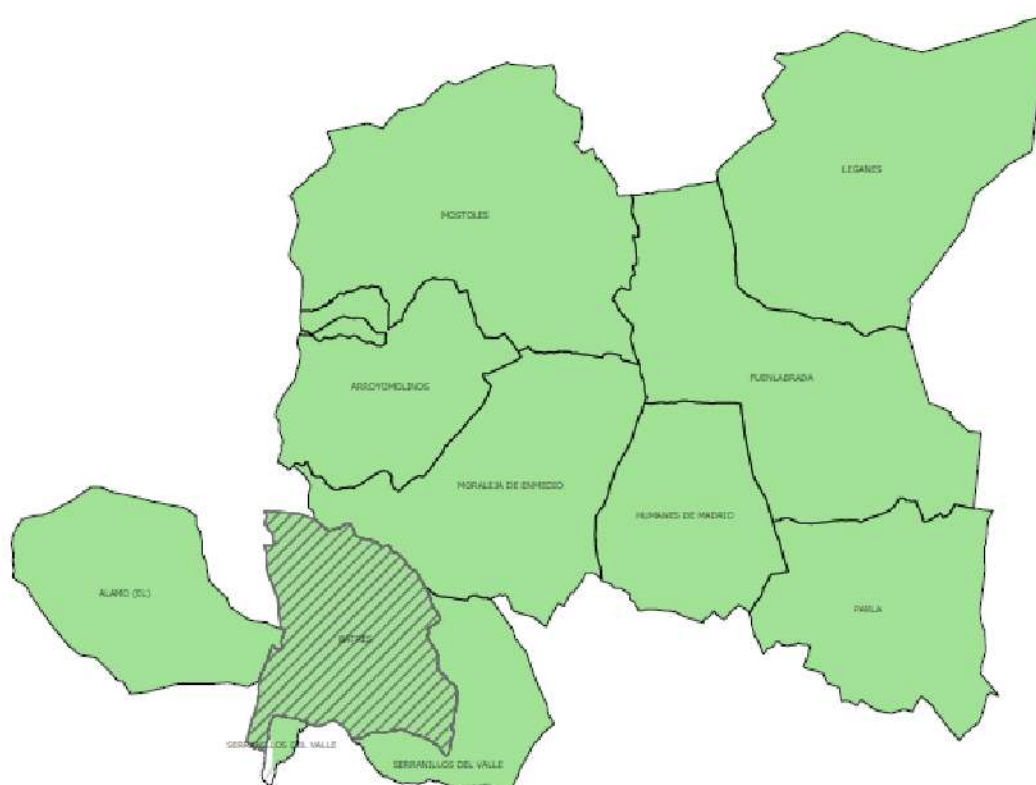 LEGANES
MOSTOLES
FUENLABRADA
ARROYOMOLINOS
MORALEJA DE ENMEDIO
HUMANES DE MADRID
ALAMO (EL)
PARLA
BATRES
SERRANILLOS DEL VALLE
SERRANILLOS DEL VALLE